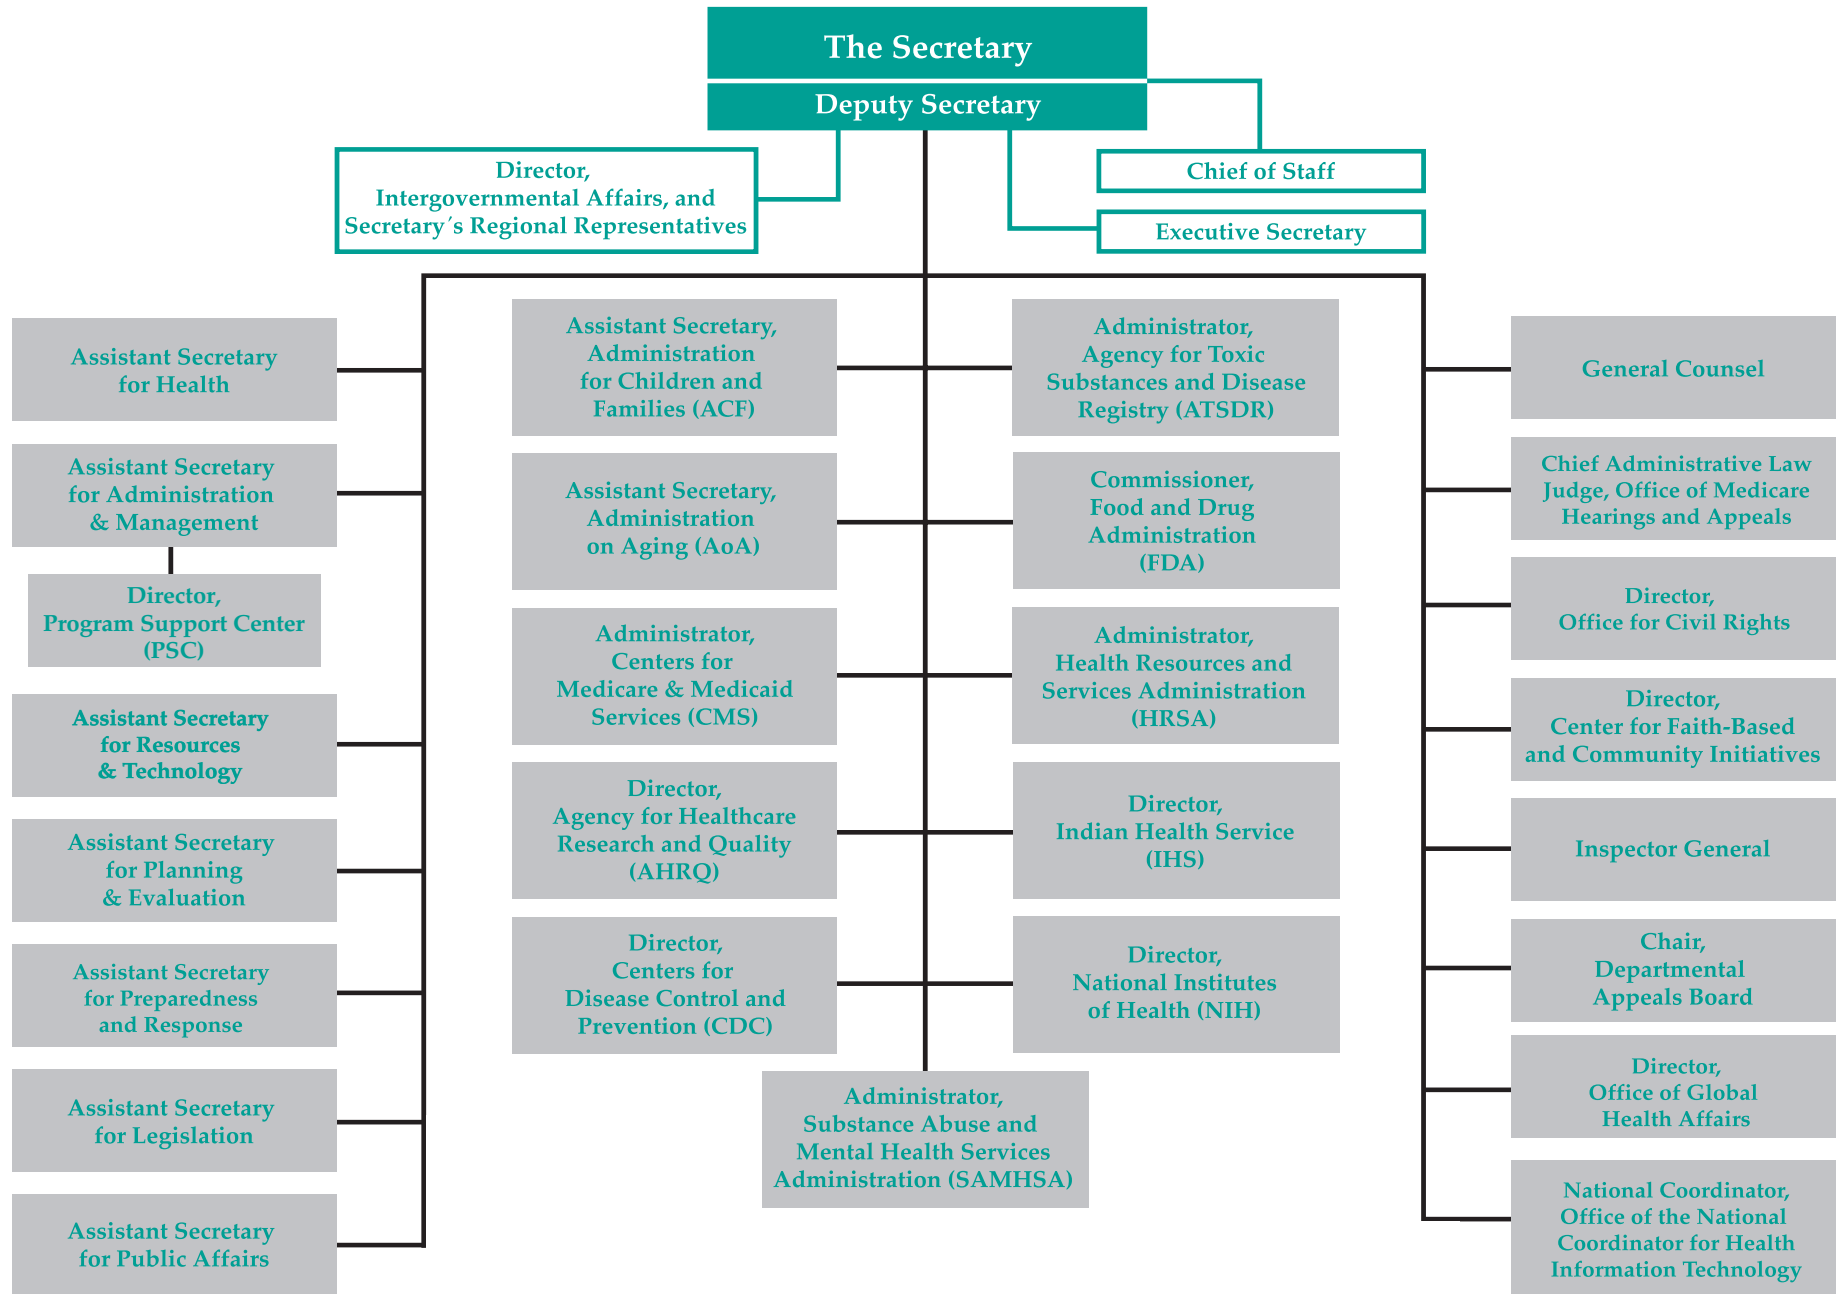 The Secretary
Deputy Secretary
Director,
Intergovernmental Affairs, and
Secretary´s Regional Representatives
Chief of Staff
Executive Secretary
Assistant Secretary
for Health
Assistant Secretary
for Administration
& Management
Director,
Program Support Center
(PSC)
Assistant Secretary
for Resources
& Technology
Assistant Secretary
for Planning
& Evaluation
Assistant Secretary
for Preparedness
and Response
Assistant Secretary
for Legislation
Assistant Secretary
for Public Affairs
Assistant Secretary,
Administration
for Children and
Families (ACF)
Assistant Secretary,
Administration
on Aging (AoA)
Administrator,
Centers for
Medicare & Medicaid
Services (CMS)
Director,
Agency for Healthcare
Research and Quality
(AHRQ)
Director,
Centers for
Disease Control and
Prevention (CDC)
Administrator,
Agency for Toxic
Substances and Disease
Registry (ATSDR)
Commissioner,
Food and Drug
Administration
(FDA)
Administrator,
Health Resources and
Services Administration
(HRSA)
Director,
Indian Health Service
(IHS)
Director,
National Institutes
of Health (NIH)
Administrator,
Substance Abuse and
Mental Health Services
Administration (SAMHSA)
General Counsel
Chief Administrative Law
Judge, Office of Medicare
Hearings and Appeals
Director,
Office for Civil Rights
Director,
Center for Faith-Based
and Community Initiatives
Inspector General
Chair,
Departmental
Appeals Board
Director,
Office of Global
Health Affairs
National Coordinator,
Office of the National
Coordinator for Health
Information Technology